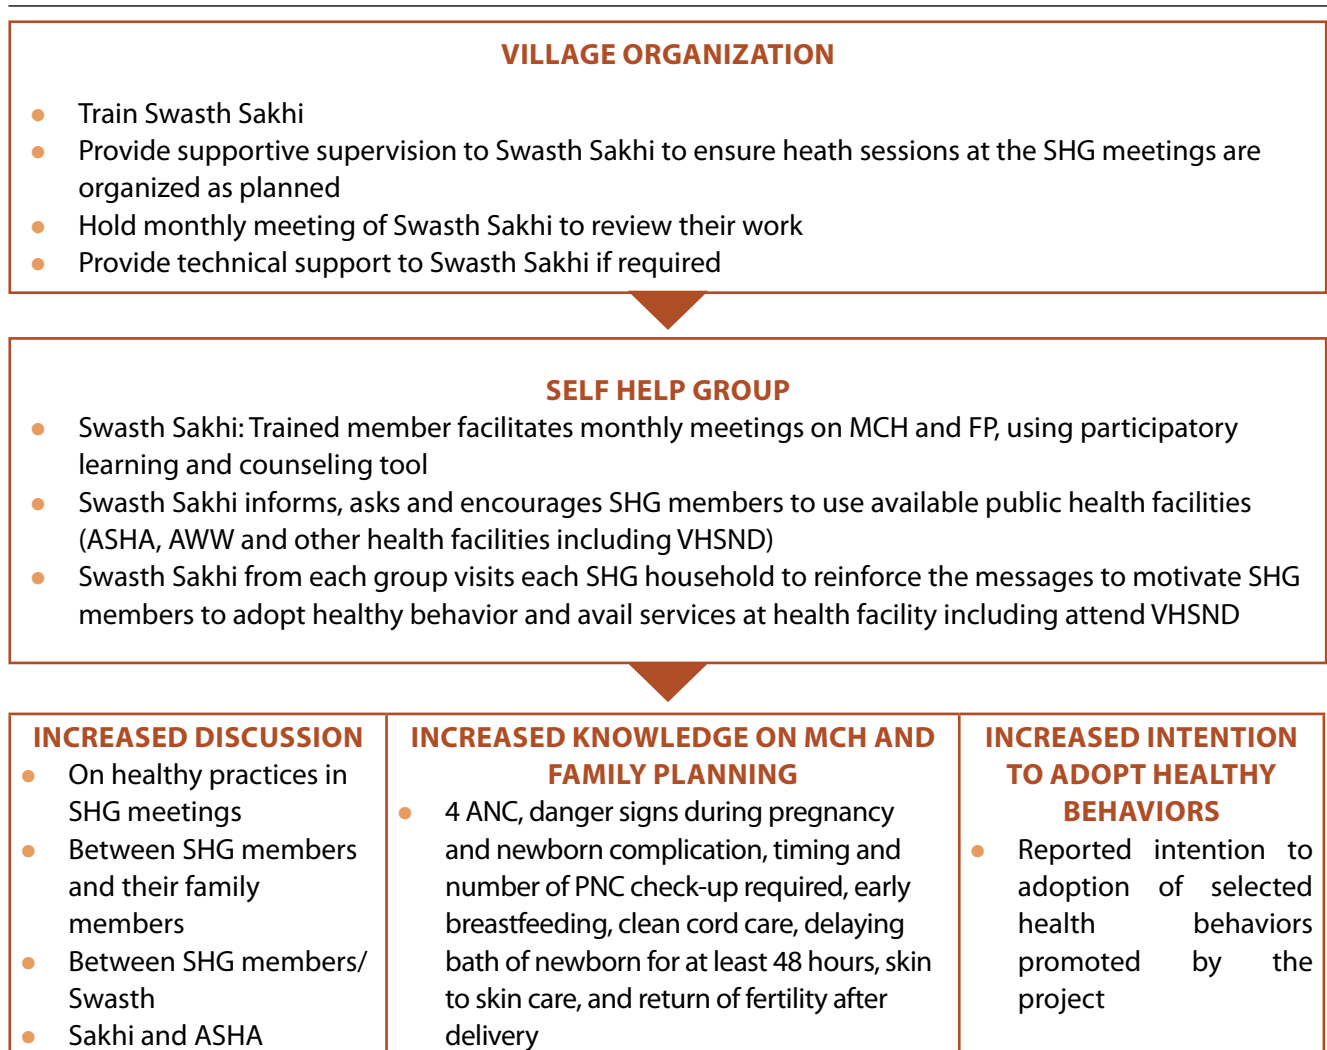 VILLAGE ORGANIZATION
● Train Swasth Sakhi
● Provide supportive supervision to Swasth Sakhi to ensure heath sessions at the SHG meetings are
organized as planned
● Hold monthly meeting of Swasth Sakhi to review their work
● Provide technical support to Swasth Sakhi if required
SELF HELP GROUP
● Swasth Sakhi: Trained member facilitates monthly meetings on MCH and FP, using participatory
learning and counseling tool
● Swasth Sakhi informs, asks and encourages SHG members to use available public health facilities
(ASHA, AWW and other health facilities including VHSND)
● Swasth Sakhi from each group visits each SHG household to reinforce the messages to motivate SHG
members to adopt healthy behavior and avail services at health facility including attend VHSND
INCREASED DISCUSSION
● On healthy practices in
SHG meetings
● Between SHG members
and their family
members
● Between SHG members/
Swasth
● Sakhi and ASHA
INCREASED KNOWLEDGE ON MCH AND
FAMILY PLANNING
● 4 ANC, danger signs during pregnancy
and newborn complication, timing and
number of PNC check-up required, early
breastfeeding, clean cord care, delaying
bath of newborn for at least 48 hours, skin
to skin care, and return of fertility after
delivery
INCREASED INTENTION
TO ADOPT HEALTHY
BEHAVIORS
● Reported intention to
adoption of selected
health behaviors
promoted by the
project